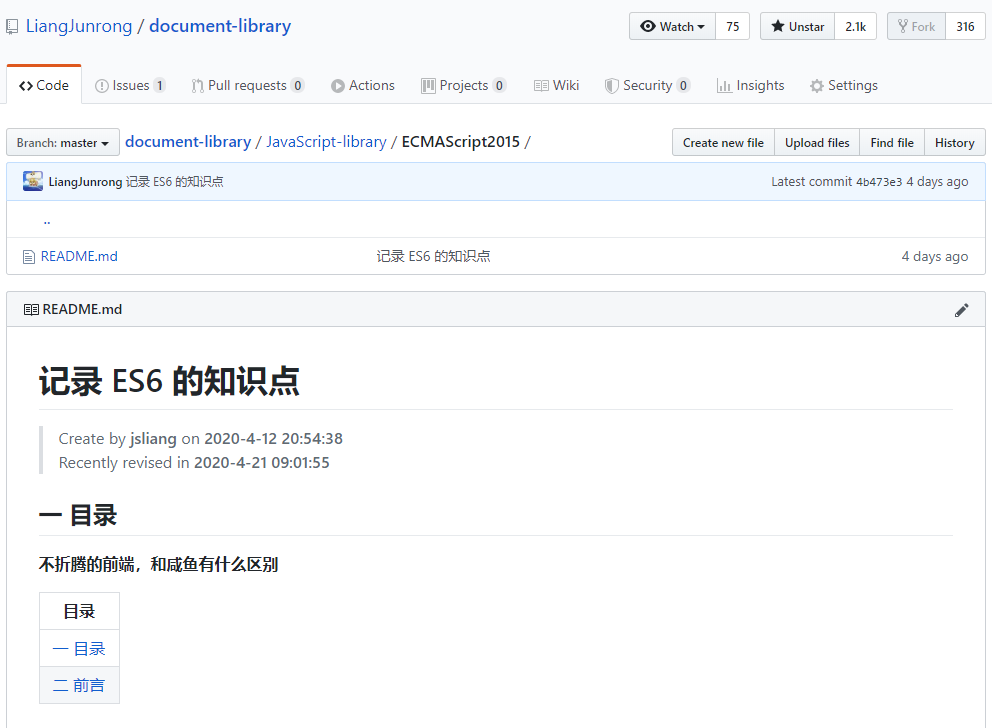 LiangJunrong / document-library
Watch 75 Unstar 2.1k Fork 316
Code Issues 1 Pull requests 0 Actions Projects 0 Wiki Security 0 Insights Settings
Branch: master document-library / JavaScript-library / ECMAScript2015 / Create new file Upload files Find file History
LiangJunrong 记录 ES6 的知识点 Latest commit 4b473e3 4 days ago
..
README.md 记录 ES6 的知识点 4 days ago
README.md
记录 ES6 的知识点
Create by jsliang on 2020-4-12 20:54:38
Recently revised in 2020-4-21 09:01:55
一 目录
不折腾的前端，和咸鱼有什么区别
目录
一 目录
二 前言